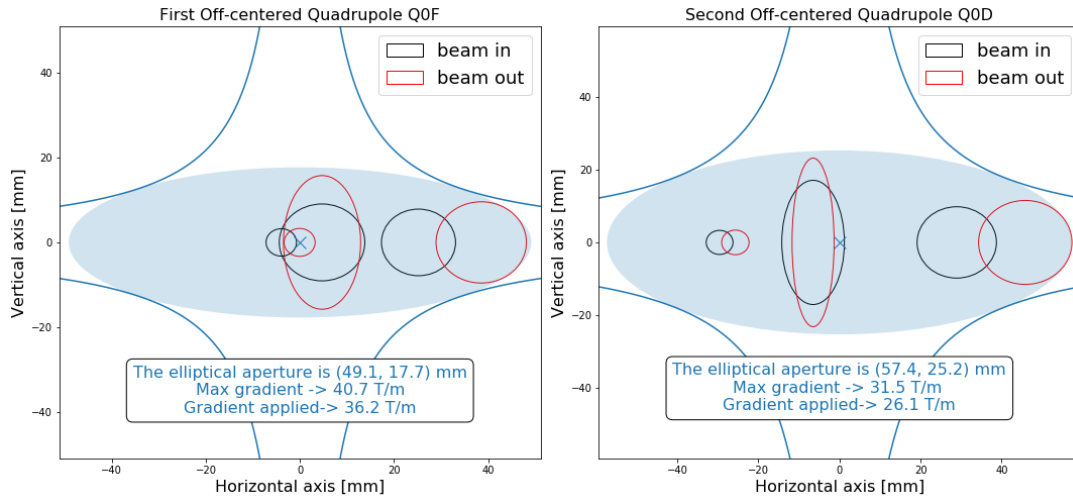 First Off-centered Quadrupole Q0F
beam in
beam out
Vertical axis [mm]
40
20
0
−20
−40
The elliptical aperture is (49.1, 17.7) mm
Max gradient -> 40.7 T/m
Gradient applied-> 36.2 T/m
−40
−20
0
20
40
Horizontal axis [mm]
Second Off-centered Quadrupole Q0D
beam in
beam out
Vertical axis [mm]
40
20
0
−20
−40
The elliptical aperture is (57.4, 25.2) mm
Max gradient -> 31.5 T/m
Gradient applied-> 26.1 T/m
−40
−20
0
20
40
Horizontal axis [mm]